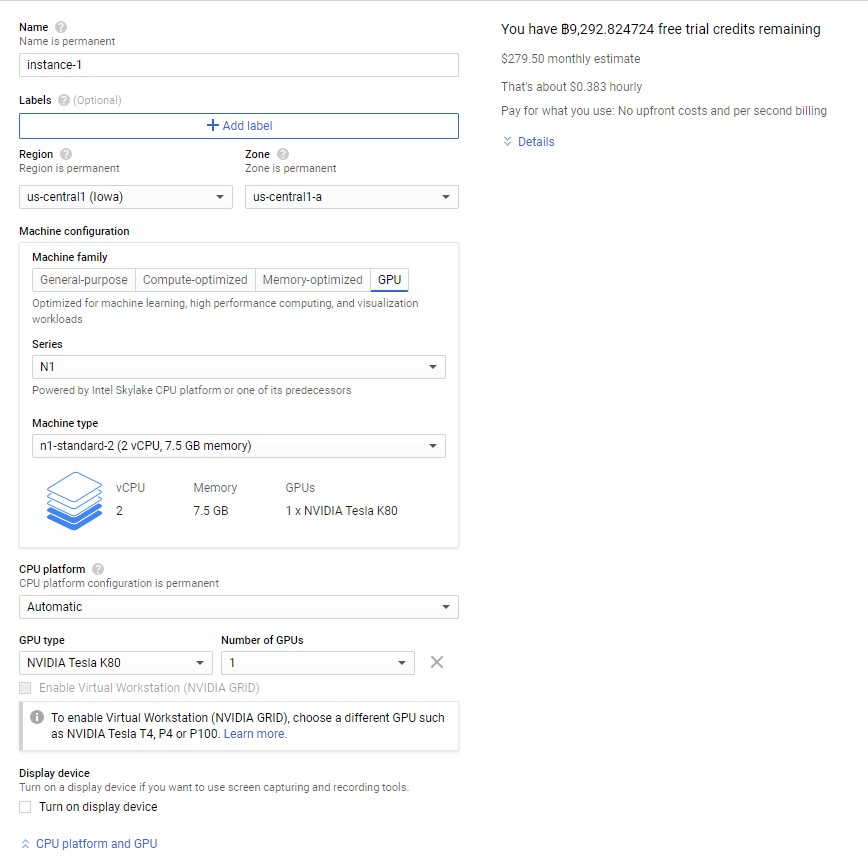 Name
Name is permanent
instance-1
Labels (Optional)
Add label
Region
Region is permanent
us-central1 (Iowa)
Zone
Zone is permanent
us-central1-a
Machine configuration
Machine family
General-purpose
Compute-optimized
Memory-optimized
GPU
Optimized for machine learning, high performance computing, and visualization
workloads
Series
N1
Powered by Intel Skylake CPU platform or one of its predecessors
Machine type
n1-standard-2 (2 vCPU, 7.5 GB memory)
vCPU
2
Memory
7.5 GB
GPUs
1 x NVIDIA Tesla K80
CPU platform
CPU platform configuration is permanent
Automatic
GPU type
NVIDIA Tesla K80
Number of GPUs
1
Enable Virtual Workstation (NVIDIA GRID)
To enable Virtual Workstation (NVIDIA GRID), choose a different GPU such
as NVIDIA Tesla T4, P4 or P100. Learn more.
Display device
Turn on a display device if you want to use screen capturing and recording tools.
Turn on display device
CPU platform and GPU
You have ฿9,292.824724 free trial credits remaining
$279.50 monthly estimate
That's about $0.383 hourly
Pay for what you use: No upfront costs and per second billing
Details